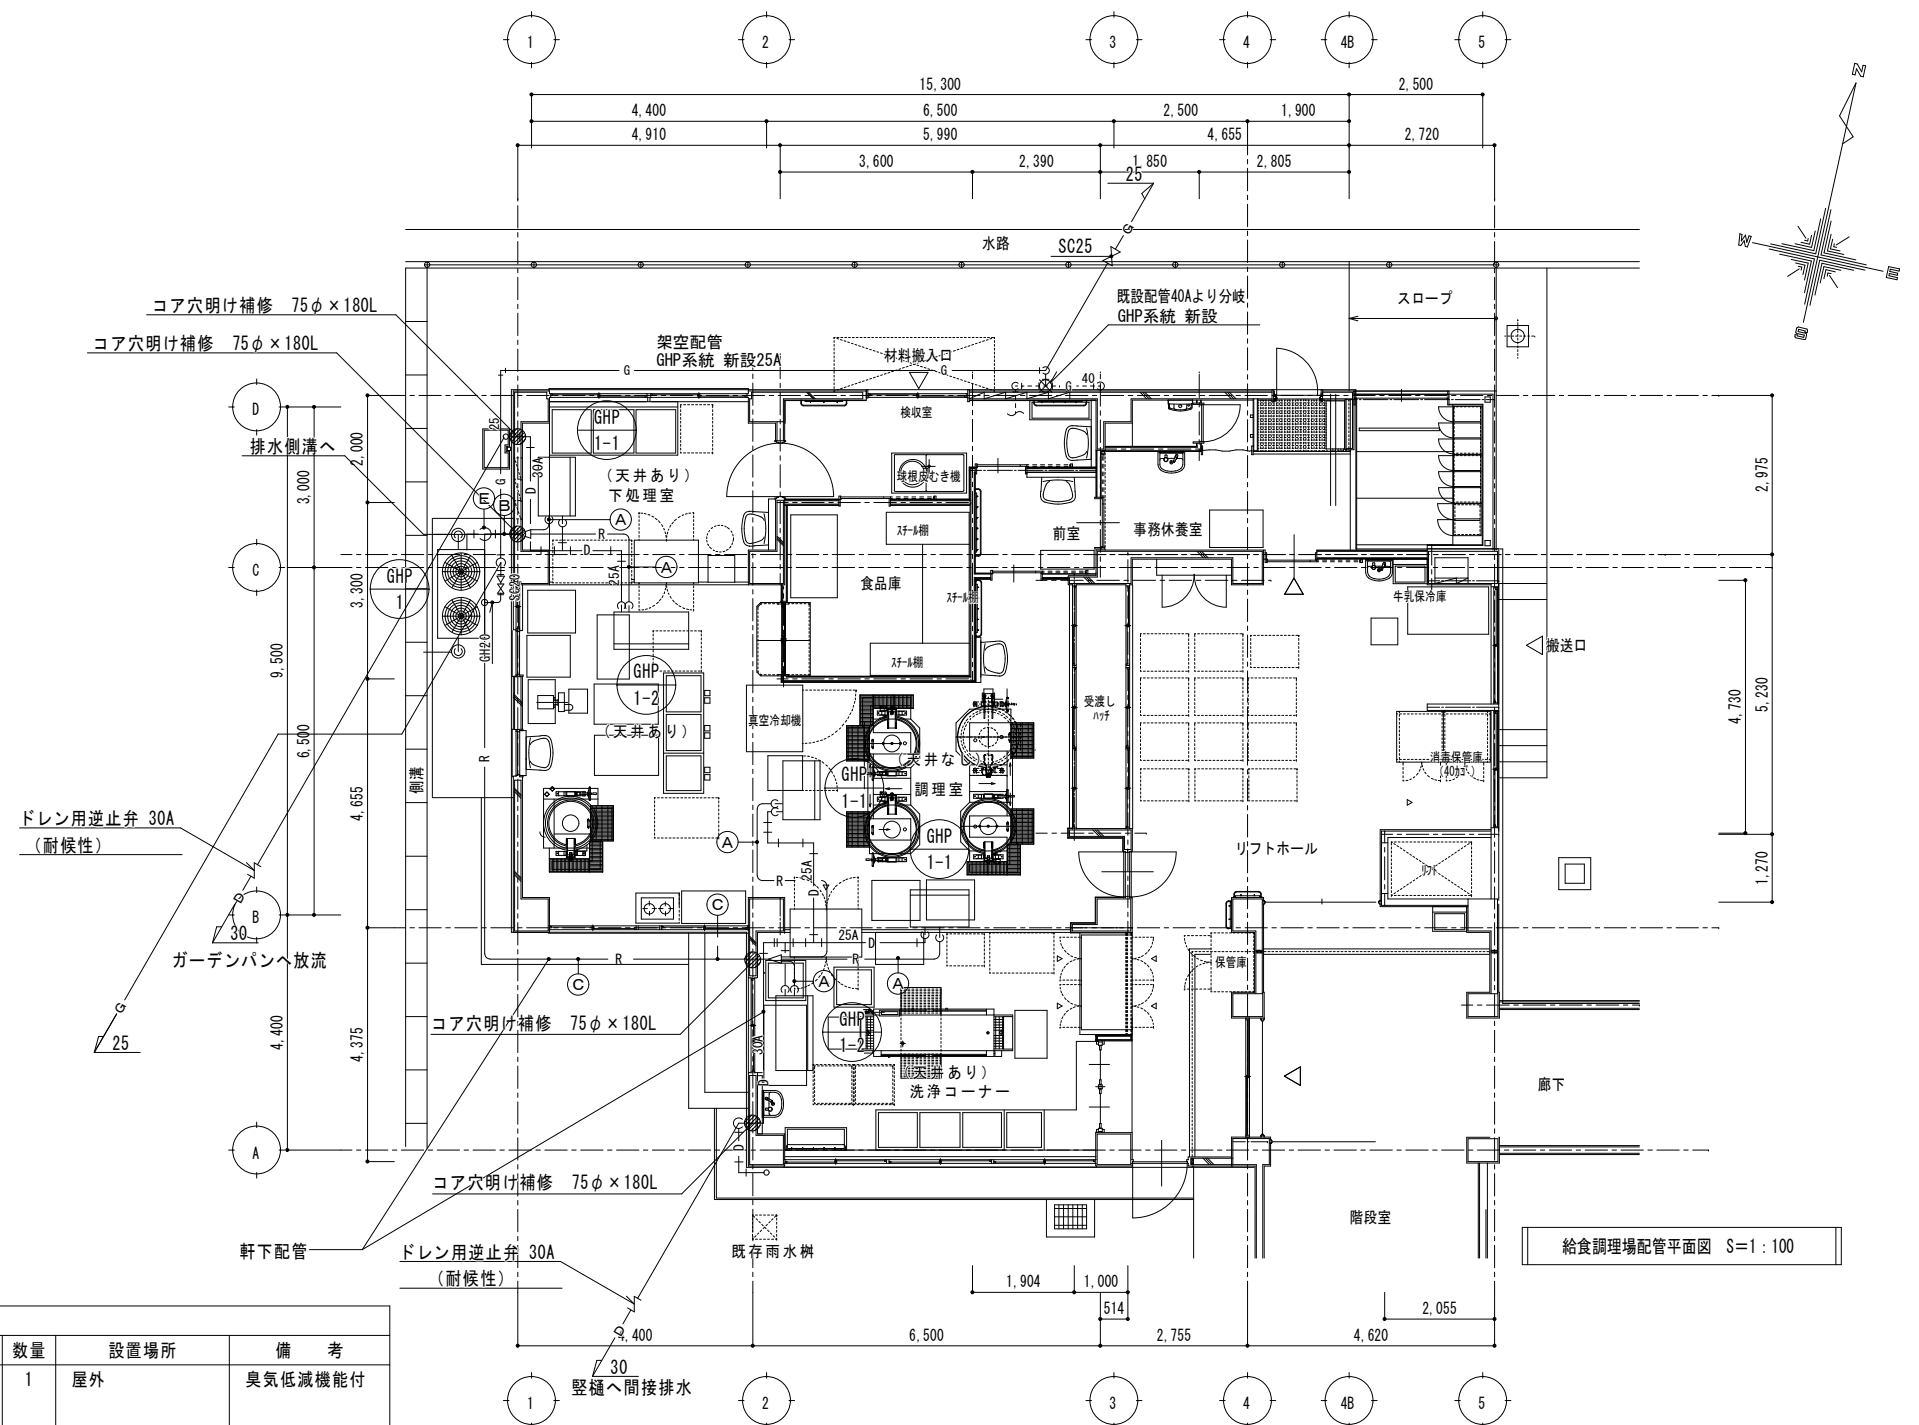 1 2 3 4 4B 5
15,300 2,500
4,400 6,500 2,500 1,900
4,910 5,990 4,655 2,720
3,600 2,390 1,850 2,805
25
N
W
E
S
水路
SC25
G
コア穴明け補修 75φ×180L
既設配管40Aより分岐
GHP系統 新設
スロープ
コア穴明け補修 75φ×180L
架空配管
GHP系統 新設25A
材料搬入口
G
G
G
40
D
検収室
GHP
1-1
25
2,000
排水側溝へ
30A
D
G
3,000
(天井あり)
下処理室
球根皮むき機
2,975
E
B
A
R
D
スチール棚
前室
事務休養室
C
A
25A
GHP
1
SC20
3,300
食品庫
スチール棚
牛乳保冷庫
GH20
搬送口
9,500
GHP
1-2
スチール棚
(天井あり)
真空冷却機
受渡し
ハッチ
4,730
5,230
6,500
R
側溝
消毒保管庫
(40カゴ)
GHP
1-1
(天井なし)
調理室
4,655
ドレン用逆止弁 30A
(耐候性)
A
GHP
1-1
リフトホール
リフト
1,270
R
25A
D
D
B
C
30
25A
D
ガーデンパンへ放流
R
R
保管庫
C
A
A
G
25
コア穴明け補修 75φ×180L
GHP
1-2
30A
4,400
4,375
(天井あり)
洗浄コーナー
廊下
A
D
コア穴明け補修 75φ×180L
階段室
軒下配管
ドレン用逆止弁 30A
(耐候性)
既存雨水桝
給食調理場配管平面図 S=1:100
1,904 1,000
514
2,055
D
4,400 6,500 2,755 4,620
30
竪樋へ間接排水
数量 設置場所 備考
1 屋外 臭気低減機能付
1 2 3 4 4B 5